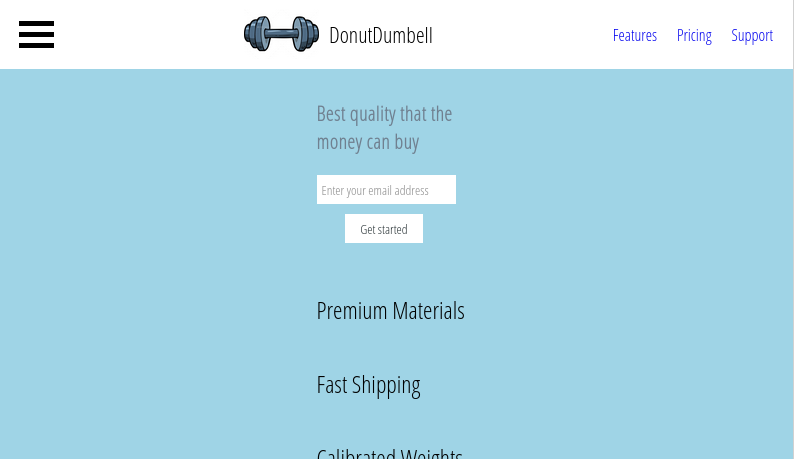 DonutDumbell
Features
Pricing
Support
Best quality that the
money can buy
Enter your email address
Get started
Premium Materials
Fast Shipping
Calibrated Weights